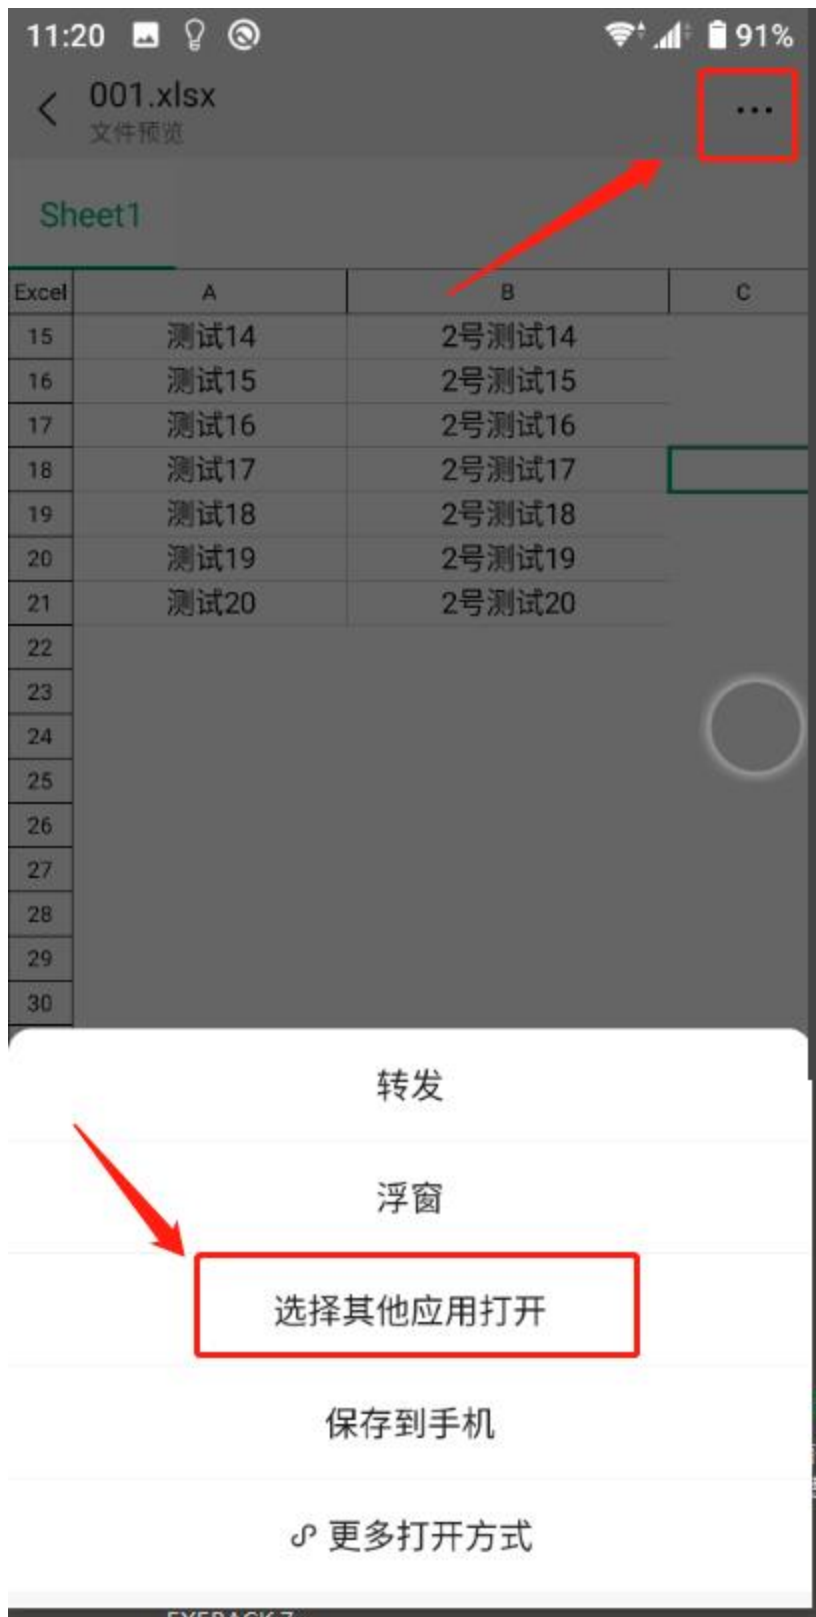 11:20 91%
001.xlsx
文件预览
Sheet1
Excel A B C
15 测试14 2号测试14
16 测试15 2号测试15
17 测试16 2号测试16
18 测试17 2号测试17
19 测试18 2号测试18
20 测试19 2号测试19
21 测试20 2号测试20
22
23
24
25
26
27
28
29
30
转发
浮窗
选择其他应用打开
保存到手机
更多打开方式